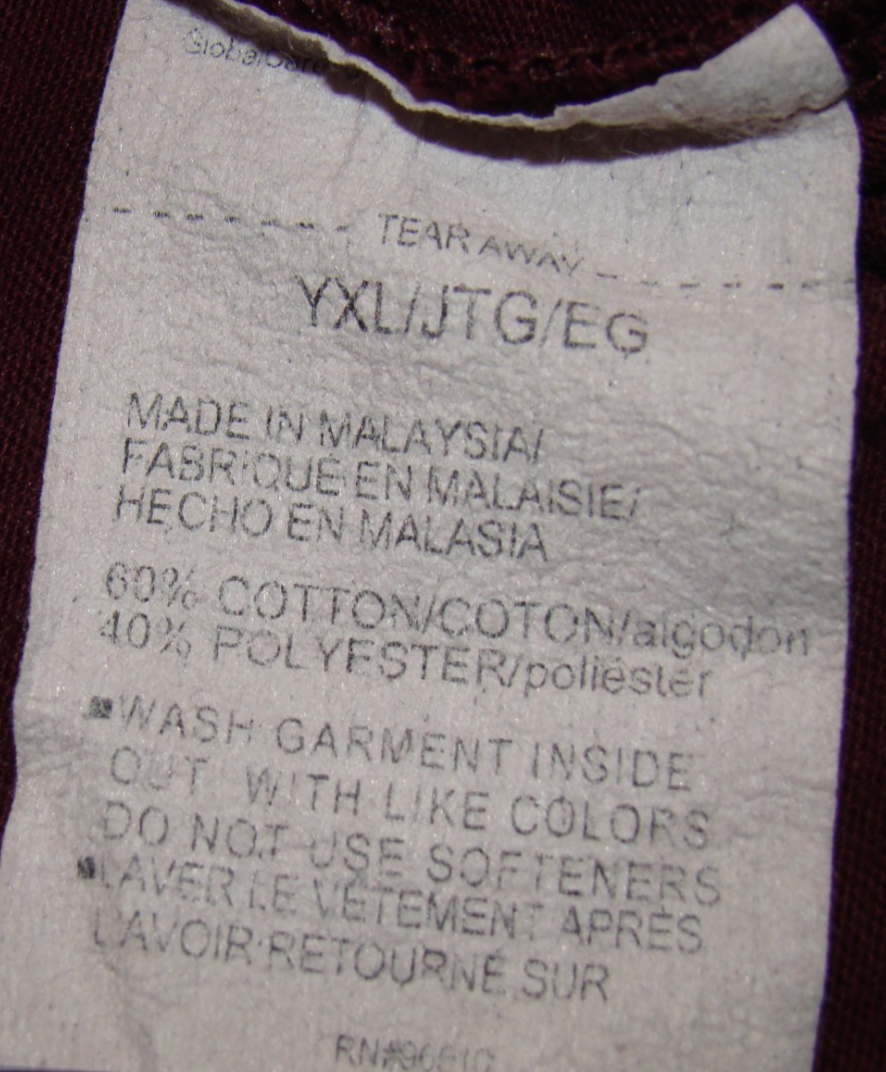 TEAR AWAY
YXL/JTG/EG
MADE IN MALAYSIA/
FABRIQUÉ EN MALAISIE/
HECHO EN MALASIA
60% COTTON/COTON/algodon
40% POLYESTER/poliéster
WASH GARMENT INSIDE
OUT WITH LIKE COLORS
DO NOT USE SOFTENERS
LAVER LE VÊTEMENT APRÈS
L'AVOIR RETOURNÉ SUR